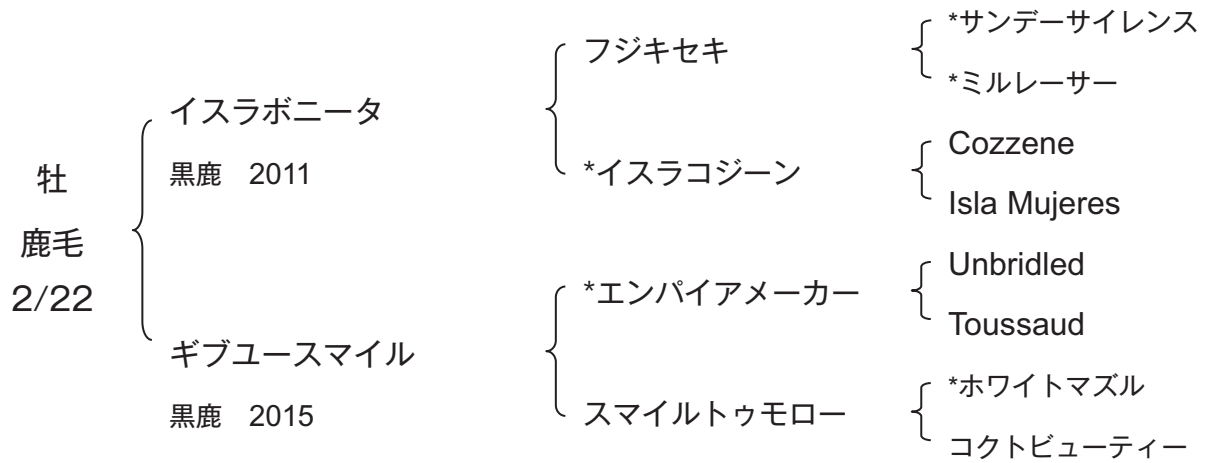 牡
鹿毛
2/22
イスラボニータ
黒鹿　2011
ギブユースマイル
黒鹿　2015
フジキセキ
*イスラコジーン
*エンパイアメーカー
スマイルトゥモロー
*サンデーサイレンス
*ミルレーサー
Cozzene
Isla Mujeres
Unbridled
Toussaud
*ホワイトマズル
コクトビューティー